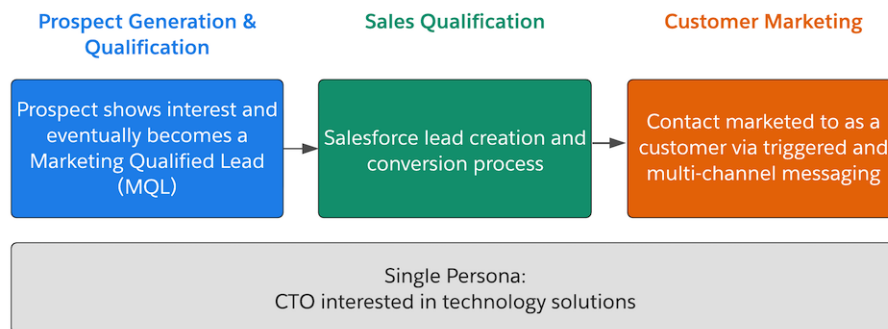 Prospect Generation &
Qualification
Sales Qualification
Customer Marketing
Prospect shows interest and
eventually becomes a
Marketing Qualified Lead
(MQL)
Salesforce lead creation and
conversion process
Contact marketed to as a
customer via triggered and
multi-channel messaging
Single Persona:
CTO interested in technology solutions